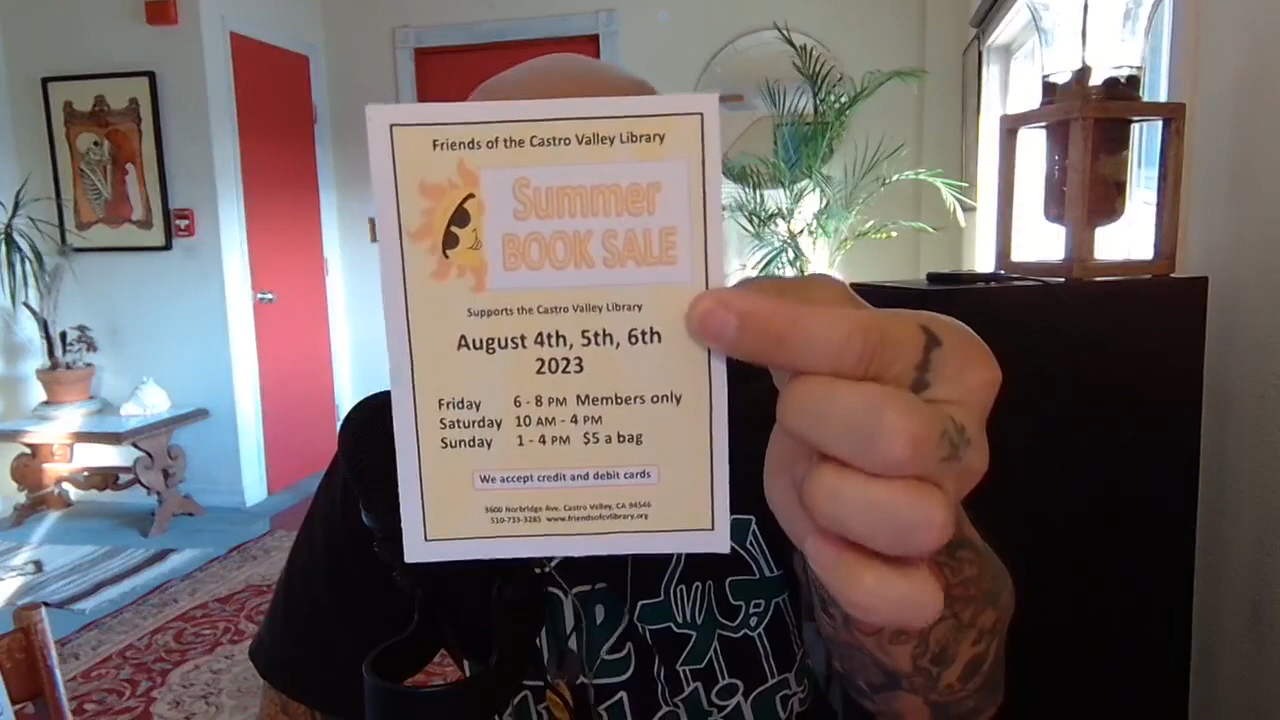 Friends of the Castro Valley Library
Summer
BOOK SALE
Supports the Castro Valley Library
August 4th, 5th, 6th
2023
Friday 6 - 8 PM Members only
Saturday 10 AM - 4 PM
Sunday 1 - 4 PM $5 a bag
We accept credit and debit cards
3600 Norbridge Ave. Castro Valley, CA 94546
510-733-3285 www.friendsofcvlibrary.org